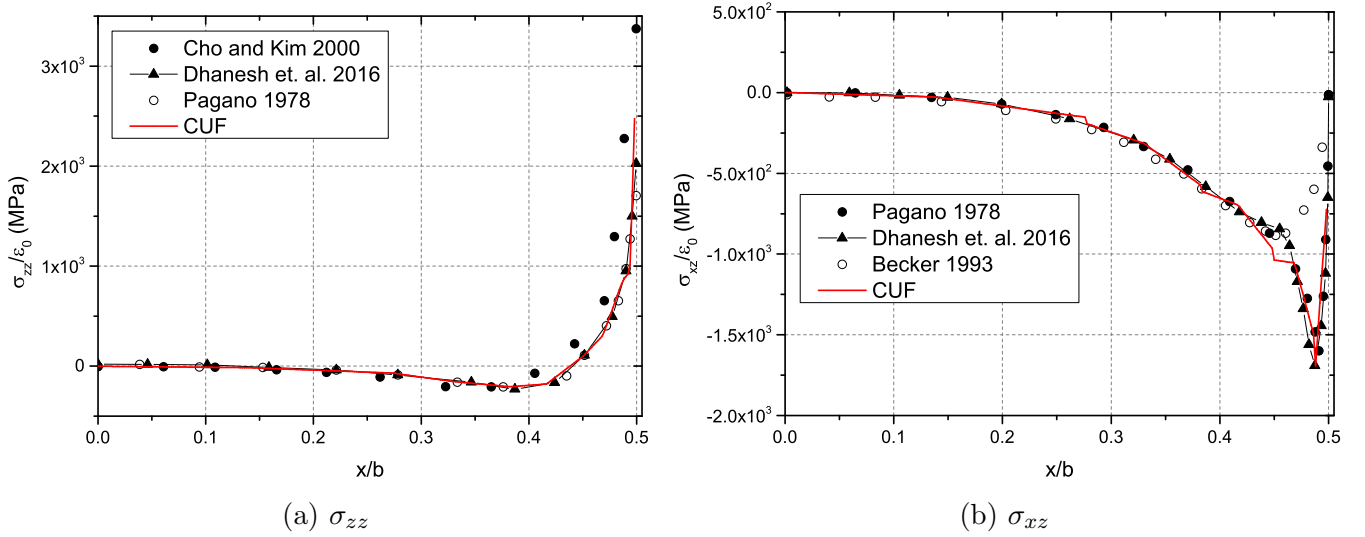 Cho and Kim 2000
Dhanesh et. al. 2016
Pagano 1978
CUF
3x10³
2x10³
1x10³
0
σzz/ε0 (MPa)
0.0 0.1 0.2 0.3 0.4 0.5
x/b
(a) σzz
5.0x10²
0.0
-5.0x10²
-1.0x10³
-1.5x10³
-2.0x10³
σxz/ε0 (MPa)
Pagano 1978
Dhanesh et. al. 2016
Becker 1993
CUF
0.0 0.1 0.2 0.3 0.4 0.5
x/b
(b) σxz